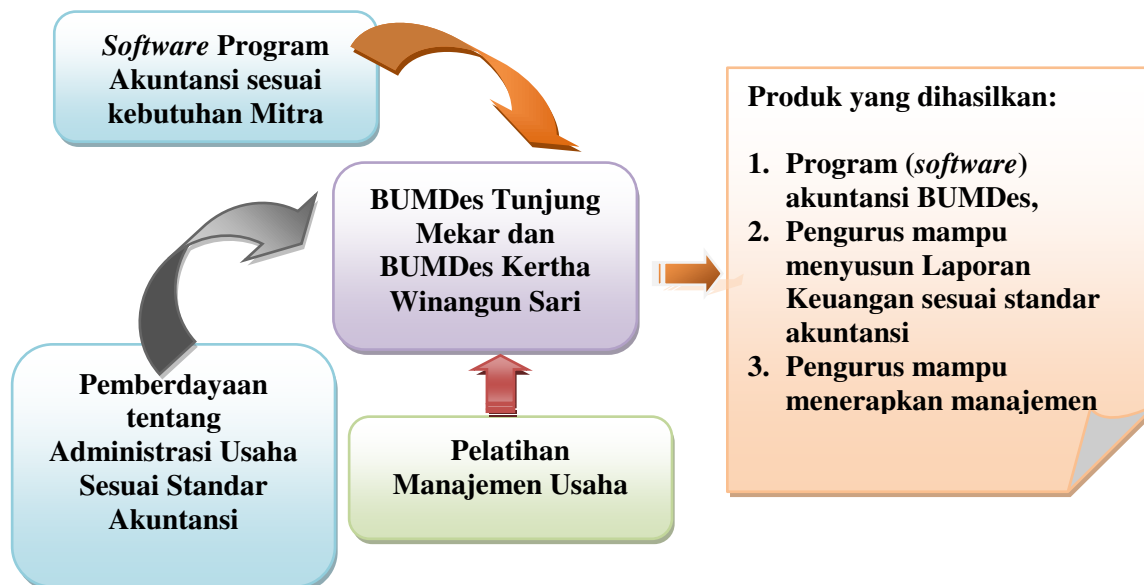 Software Program
Akuntansi sesuai
kebutuhan Mitra
BUMDes Tunjung
Mekar dan
BUMDes Kertha
Winangun Sari
Pemberdayaan
tentang
Administrasi Usaha
Sesuai Standar
Akuntansi
Pelatihan
Manajemen Usaha
Produk yang dihasilkan:
1. Program (software)
akuntansi BUMDes,
2. Pengurus mampu
menyusun Laporan
Keuangan sesuai standar
akuntansi
3. Pengurus mampu
menerapkan manajemen